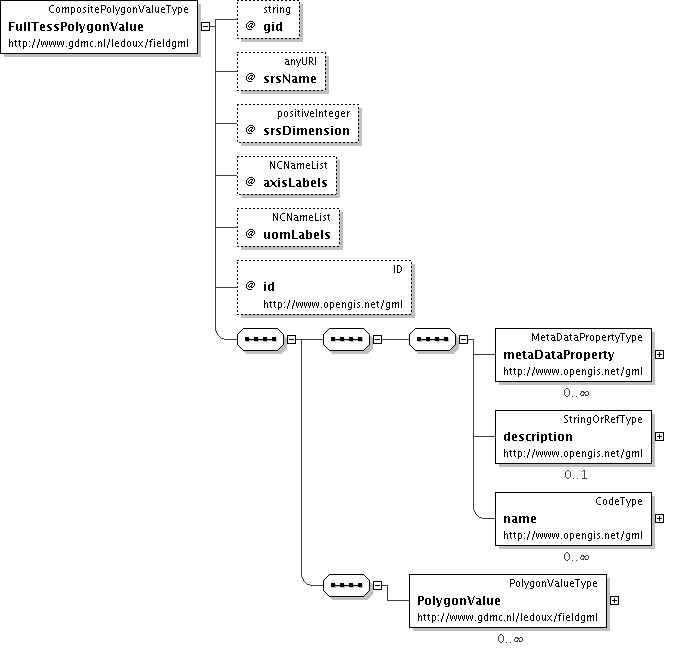 CompositePolygonValueType
FullTessPolygonValue
http://www.gdmc.nl/ledoux/fieldgml
string
@ gid
anyURI
@ srsName
positiveInteger
@ srsDimension
NCNameList
@ axisLabels
NCNameList
@ uomLabels
ID
@ id
http://www.opengis.net/gml
MetaDataPropertyType
metaDataProperty
http://www.opengis.net/gml
0..∞
StringOrRefType
description
http://www.opengis.net/gml
0..1
CodeType
name
http://www.opengis.net/gml
0..∞
PolygonValueType
PolygonValue
http://www.gdmc.nl/ledoux/fieldgml
0..∞